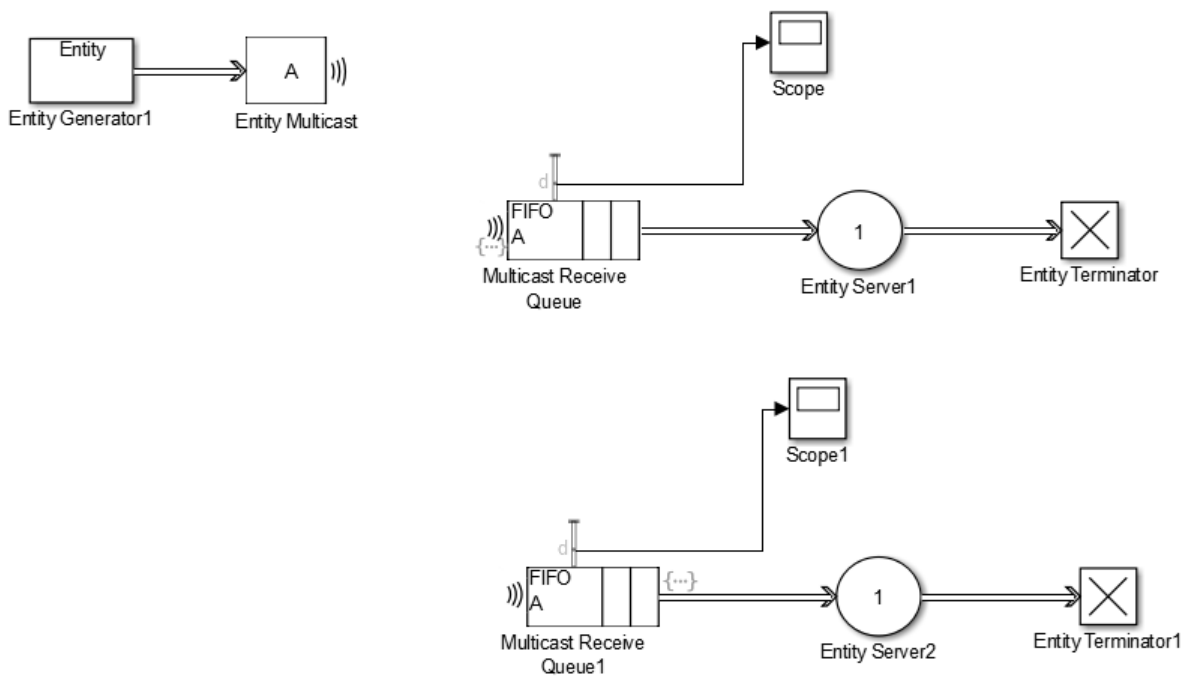 Entity
A
Entity Generator1
Entity Multicast
Scope
d
FIFO
A
{...}
1
Multicast Receive
Queue
Entity Server1
Entity Terminator
Scope1
d
FIFO
A
{...}
1
Multicast Receive
Queue1
Entity Server2
Entity Terminator1